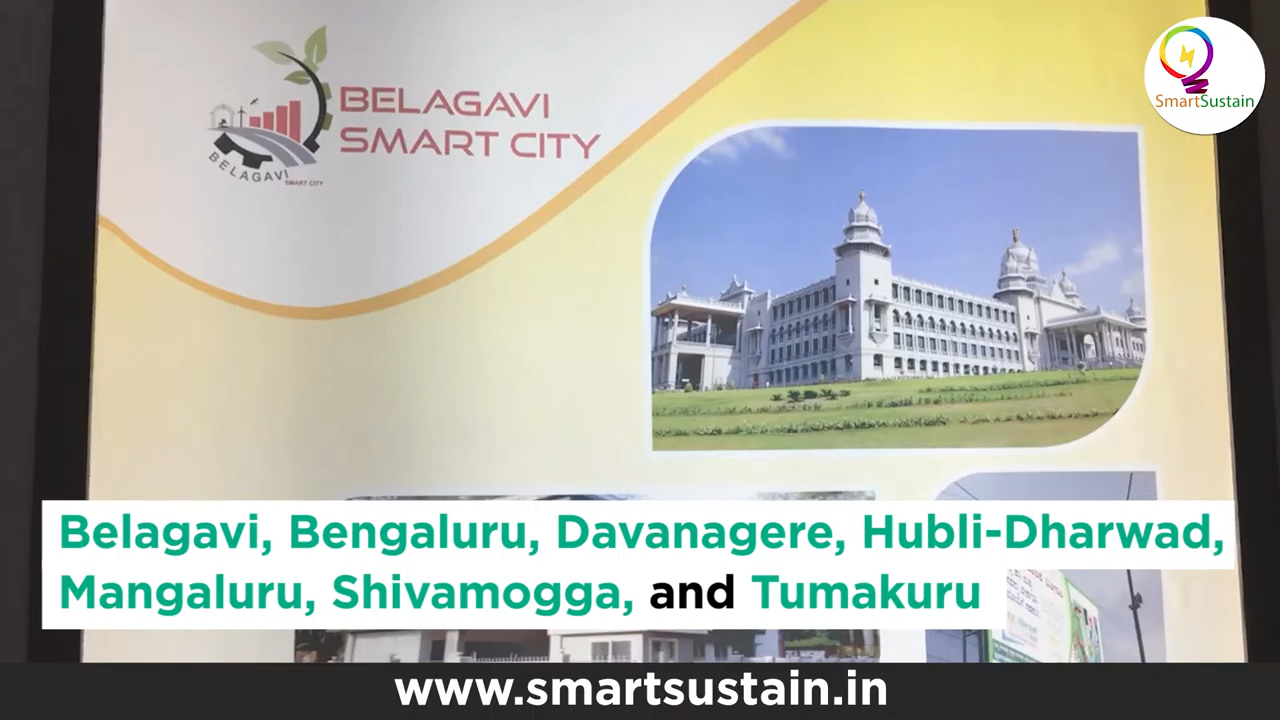 BELAGAVI
SMART CITY
BELAGAVI
SMART CITY
SmartSustain
Belagavi, Bengaluru, Davanagere, Hubli-Dharwad,
Mangaluru, Shivamogga, and Tumakuru
www.smartsustain.in